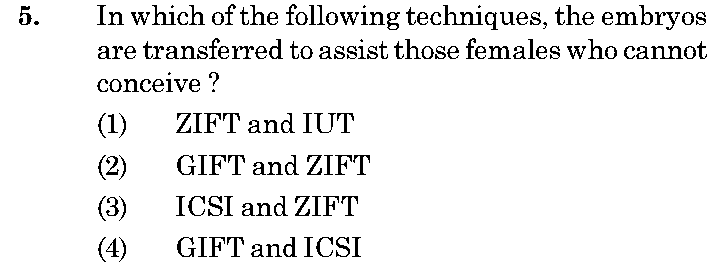 5. In which of the following techniques, the embryos
are transferred to assist those females who cannot
conceive ?
(1) ZIFT and IUT
(2) GIFT and ZIFT
(3) ICSI and ZIFT
(4) GIFT and ICSI